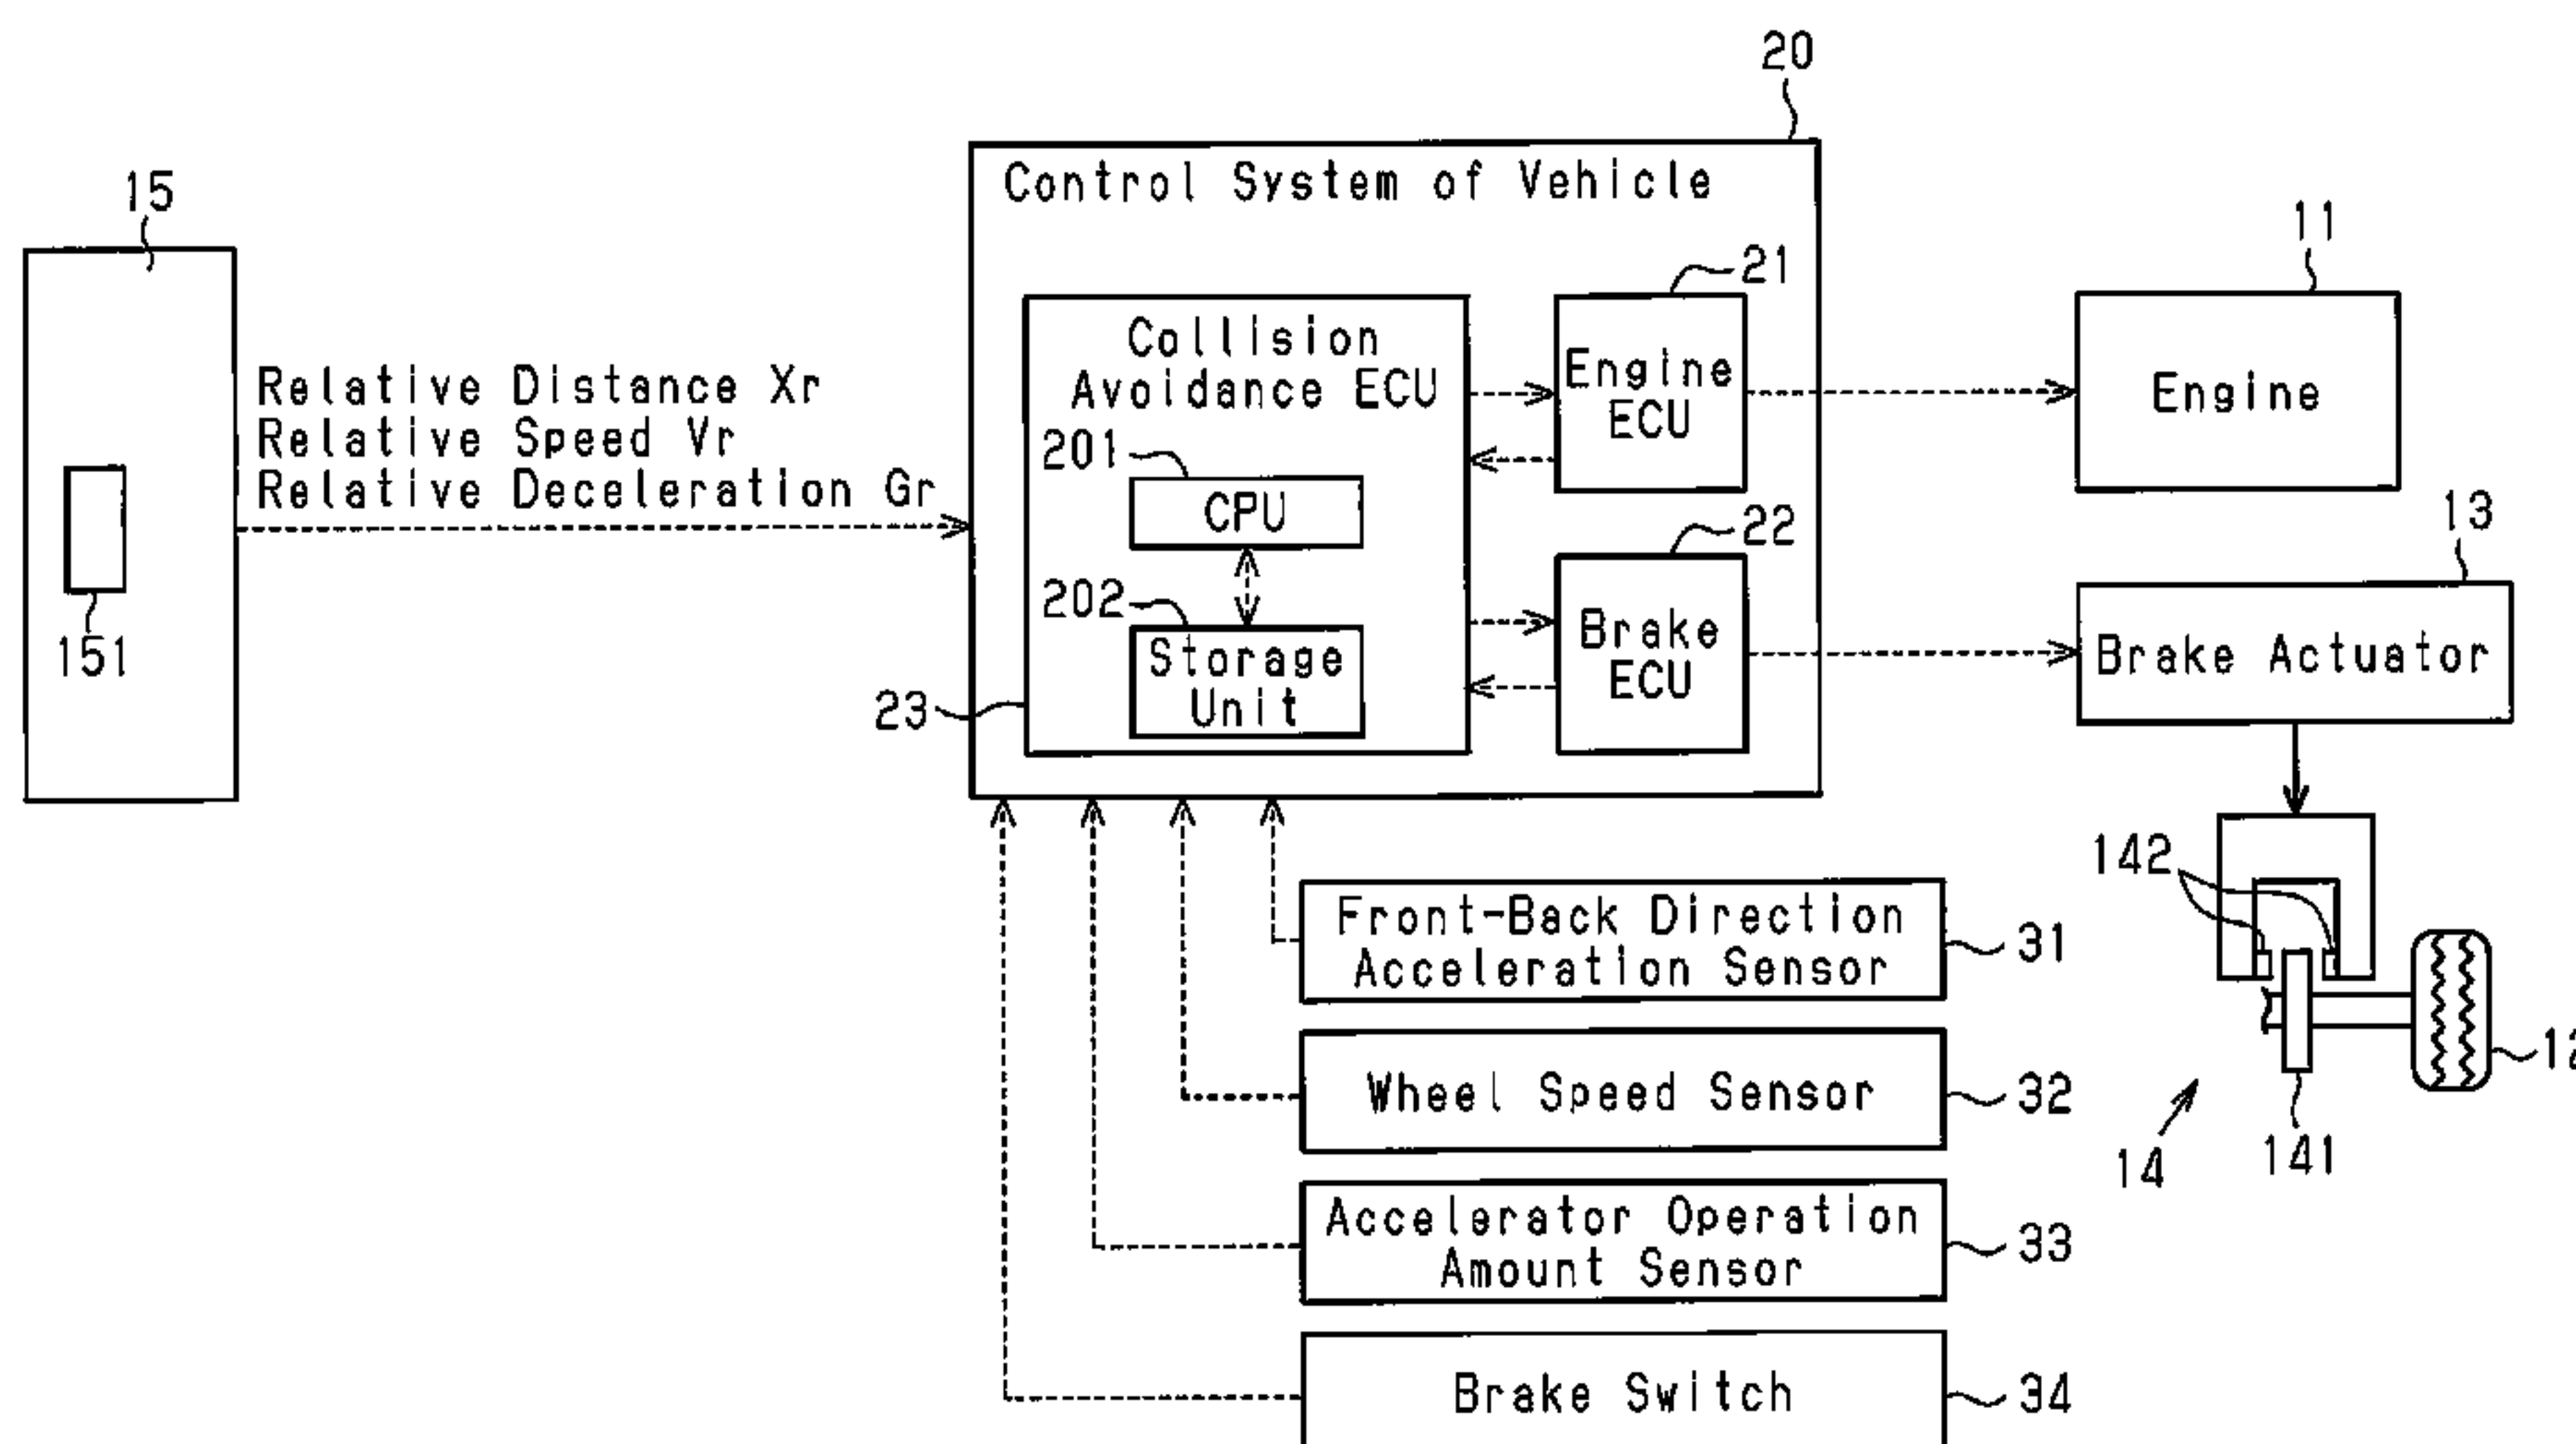 20
Control System of Vehicle
15
11
21
Collision
Avoidance ECU
Engine
ECU
Engine
Relative Distance Xr
Relative Speed Vr
Relative Deceleration Gr
201
CPU
22
13
202
Storage
Unit
Brake
ECU
Brake Actuator
151
23
142
Front-Back Direction
Acceleration Sensor
31
12
Wheel Speed Sensor
32
14
141
Accelerator Operation
Amount Sensor
33
Brake Switch
34